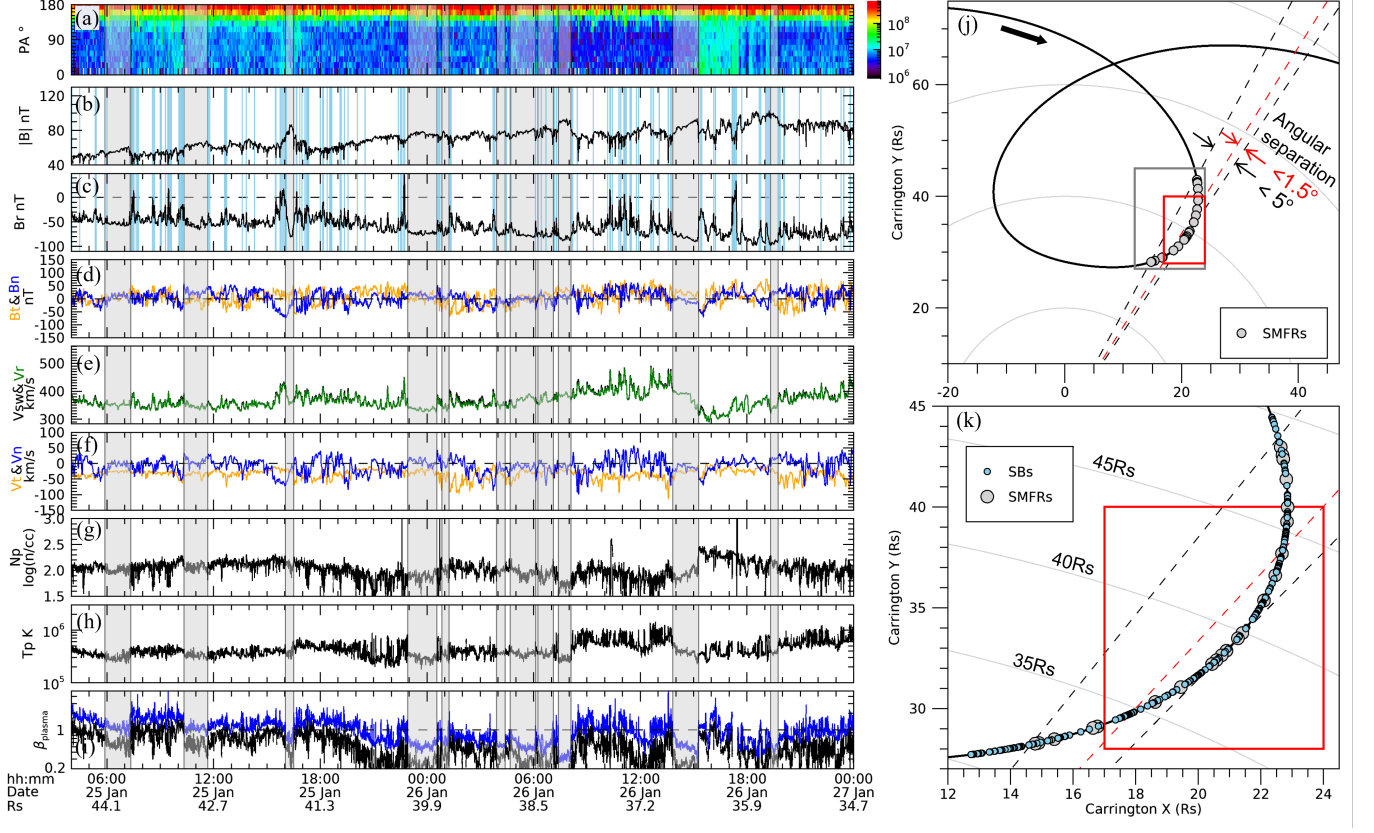 (a)
PA °
180
90
0
10⁸
10⁷
10⁶
(b)
|B| nT
120
80
40
(c)
Br nT
0
-50
-100
(d)
Bt&Bn
nT
150
100
50
0
-50
-100
-150
(e)
Vsw& Vr
km/s
500
400
300
(f)
Vt&Vn
km/s
100
50
0
-50
-100
-150
(g)
Np
log(n/cc)
3.0
2.5
2.0
1.5
(h)
Tp K
10⁶
10⁵
(i)
βplasma
1
0.2
hh:mm 06:00 12:00 18:00 00:00 06:00 12:00 18:00 00:00
Date 25 Jan 25 Jan 25 Jan 26 Jan 26 Jan 26 Jan 26 Jan 27 Jan
Rs 44.1 42.7 41.3 39.9 38.5 37.2 35.9 34.7
(j)
Carrington Y (Rs)
60
40
20
-20 0 20 40
Angular
separation
<1.5°
< 5°
SMFRs
(k)
Carrington Y (Rs)
45
40
35
30
SBs
SMFRs
45Rs
40Rs
35Rs
12 14 16 18 20 22 24
Carrington X (Rs)